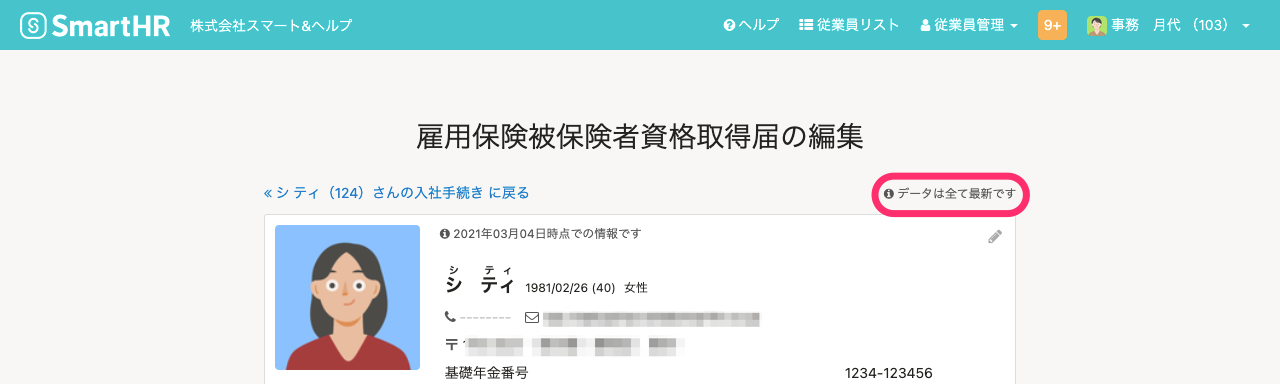 SmartHR 株式会社スマート&ヘルプ ヘルプ 従業員リスト 従業員管理 9+ 事務 月代 （103）
雇用保険被保険者資格取得届の編集
« シ ティ（124）さんの入社手続き に戻る データは全て最新です
2021年03月04日時点での情報です
シ ティ
シ ティ 1981/02/26 (40) 女性
--------
〒
基礎年金番号 1234-123456